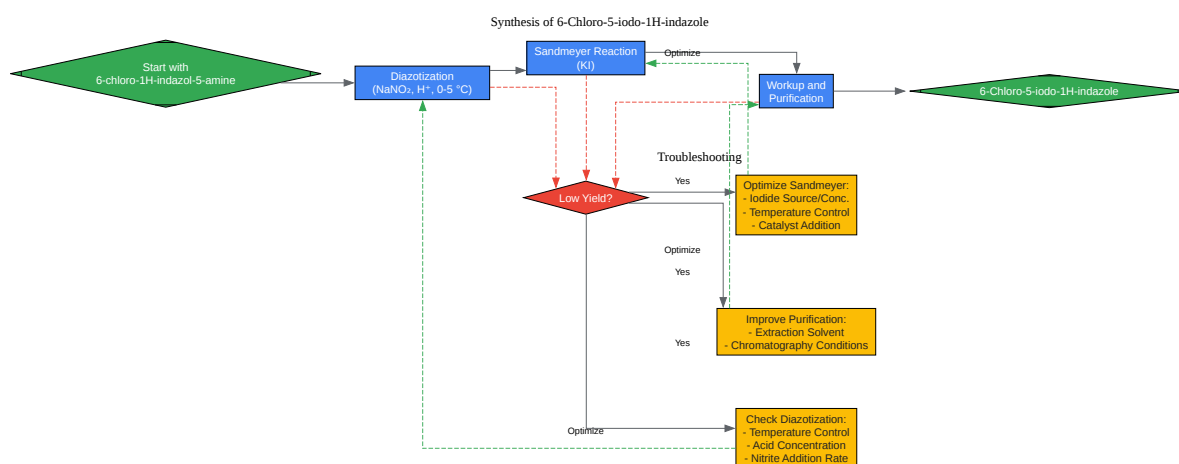 Synthesis of 6-Chloro-5-iodo-1H-indazole
Start with
6-chloro-1H-indazol-5-amine
Diazotization
(NaNO₂, H⁺, 0-5 °C)
Sandmeyer Reaction
(KI)
Optimize
Workup and
Purification
6-Chloro-5-iodo-1H-indazole
Troubleshooting
Low Yield?
Yes
Optimize Sandmeyer:
- Iodide Source/Conc.
- Temperature Control
- Catalyst Addition
Optimize
Yes
Improve Purification:
- Extraction Solvent
- Chromatography Conditions
Yes
Optimize
Check Diazotization:
- Temperature Control
- Acid Concentration
- Nitrite Addition Rate